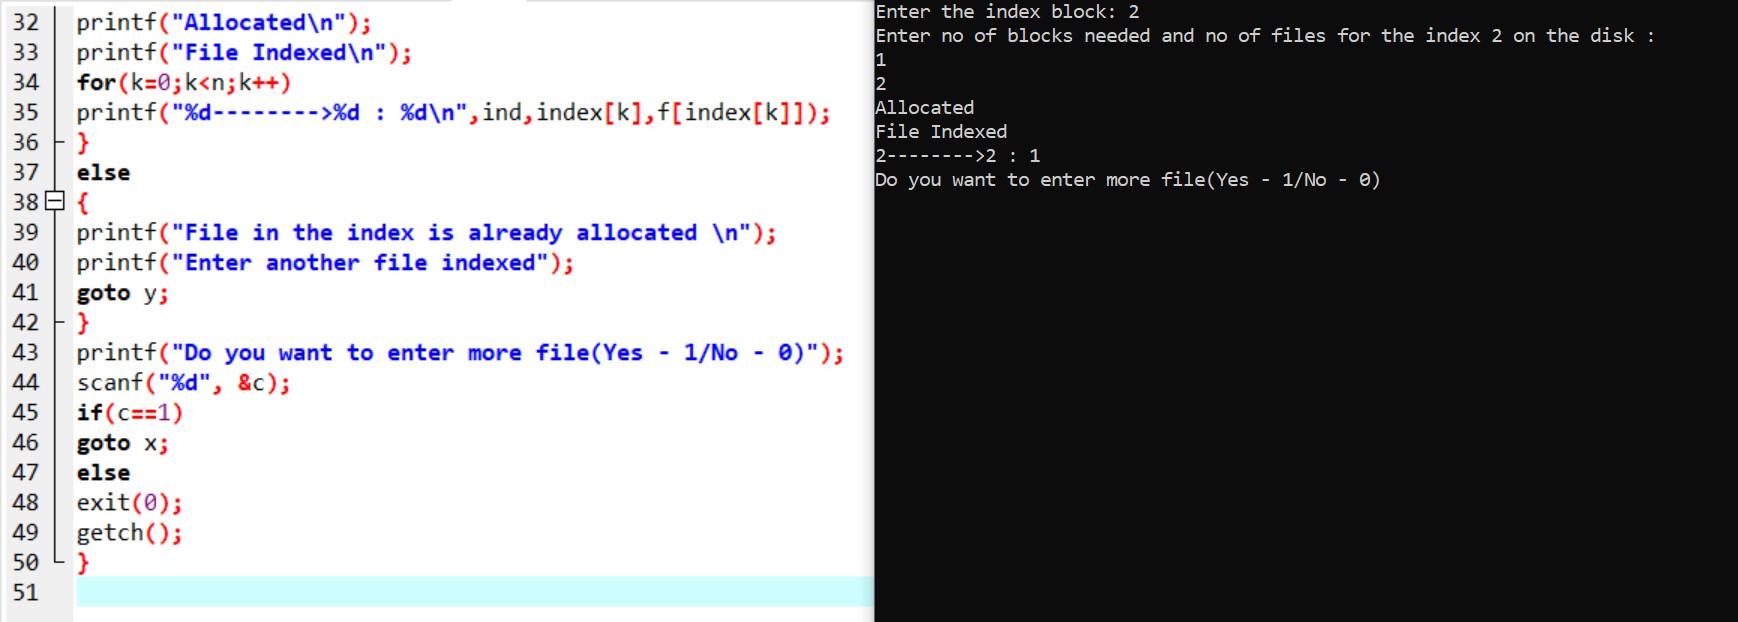 32 printf("Allocated\n");
33 printf("File Indexed\n");
34 for(k=0;k<n;k++)
35 printf("%d-------->%d : %d\n",ind,index[k],f[index[k]]);
36 }
37 else
38 {
39 printf("File in the index is already allocated \n");
40 printf("Enter another file indexed");
41 goto y;
42 }
43 printf("Do you want to enter more file(Yes - 1/No - 0)");
44 scanf("%d", &c);
45 if(c==1)
46 goto x;
47 else
48 exit(0);
49 getch();
50 }
51
Enter the index block: 2
Enter no of blocks needed and no of files for the index 2 on the disk :
1
2
Allocated
File Indexed
2-------->2 : 1
Do you want to enter more file(Yes - 1/No - 0)